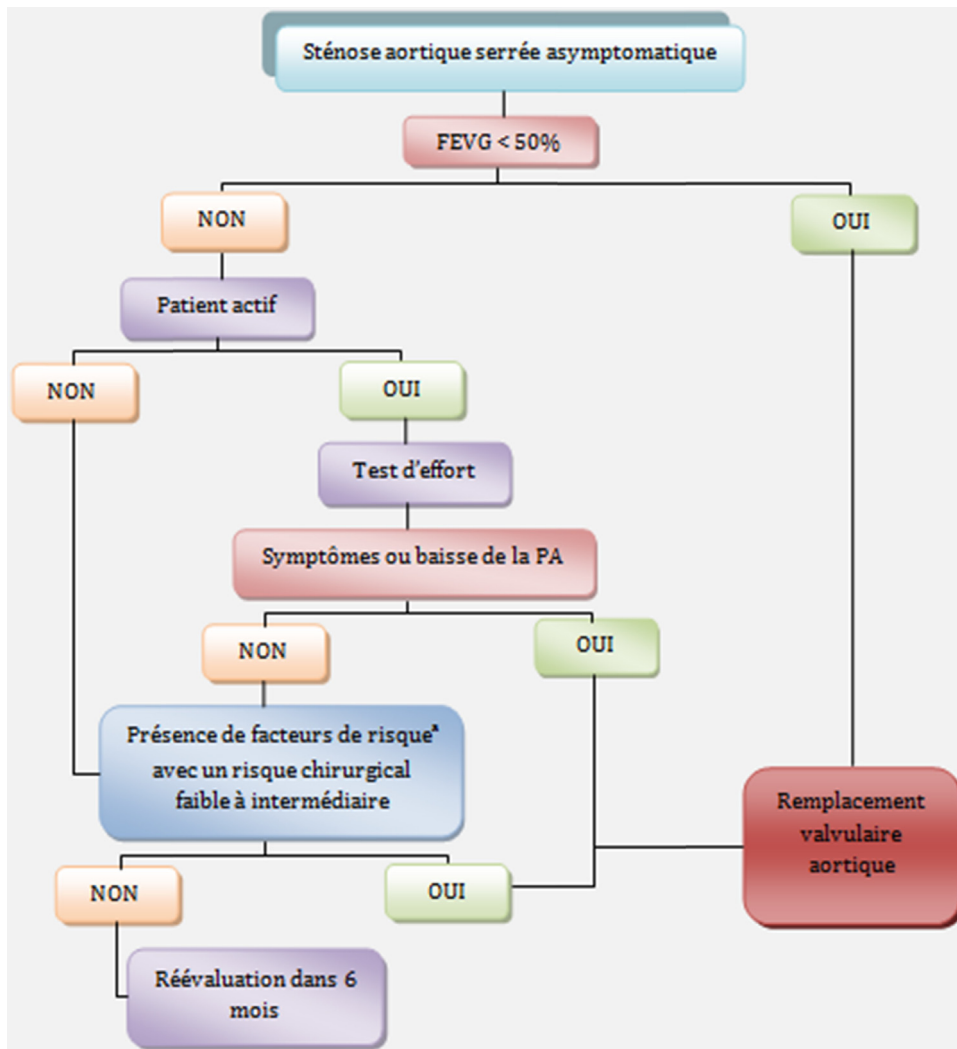 Sténose aortique serrée asymptomatique
FEVG < 50%
NON
OUI
Patient actif
NON
OUI
Test d'effort
Symptômes ou baisse de la PA
NON
OUI
Présence de facteurs de risqueª
avec un risque chirurgical
faible à intermédiaire
Remplacement
valvulaire
aortique
NON
OUI
Réévaluation dans 6
mois